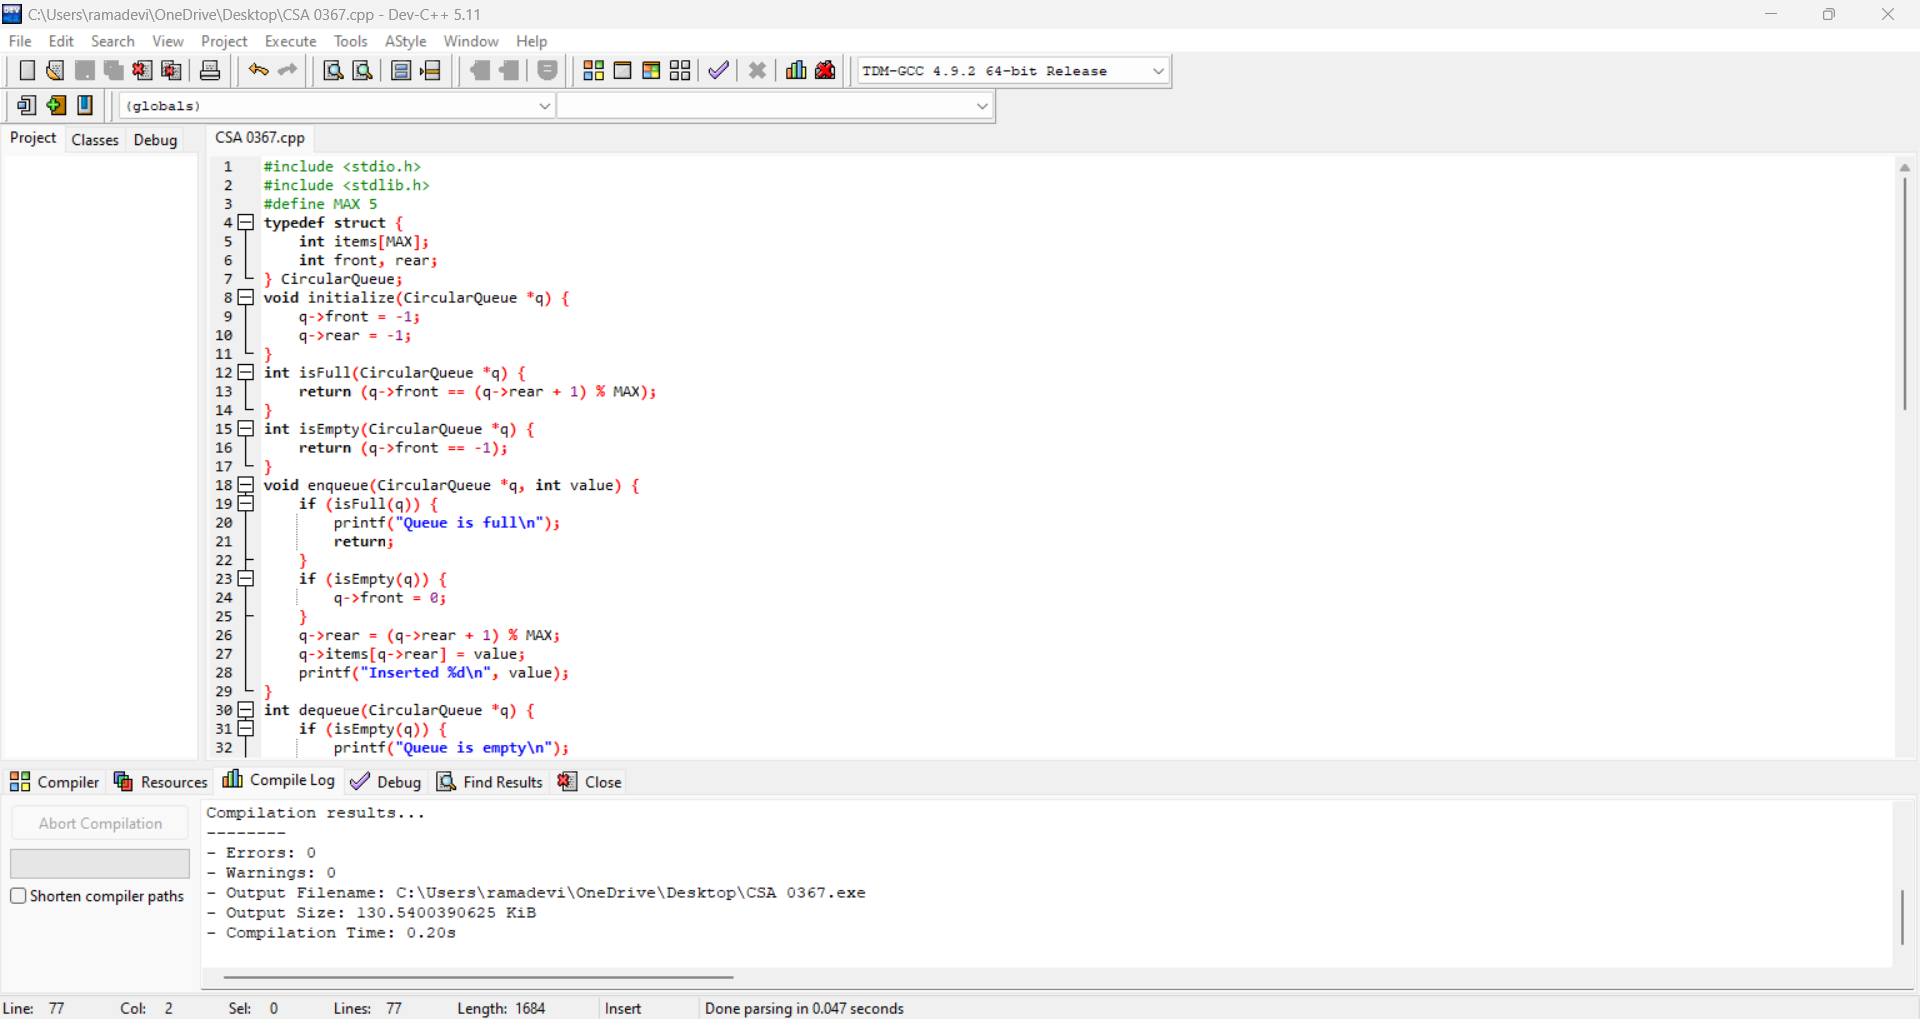 C:\Users\ramadevi\OneDrive\Desktop\CSA 0367.cpp - Dev-C++ 5.11
File Edit Search View Project Execute Tools AStyle Window Help
TDM-GCC 4.9.2 64-bit Release
(globals)
Project Classes Debug
CSA 0367.cpp
1 #include <stdio.h>
2 #include <stdlib.h>
3 #define MAX 5
4 typedef struct {
5 int items[MAX];
6 int front, rear;
7 } CircularQueue;
8 void initialize(CircularQueue *q) {
9 q->front = -1;
10 q->rear = -1;
11 }
12 int isFull(CircularQueue *q) {
13 return (q->front == (q->rear + 1) % MAX);
14 }
15 int isEmpty(CircularQueue *q) {
16 return (q->front == -1);
17 }
18 void enqueue(CircularQueue *q, int value) {
19 if (isFull(q)) {
20 printf("Queue is full\n");
21 return;
22 }
23 if (isEmpty(q)) {
24 q->front = 0;
25 }
26 q->rear = (q->rear + 1) % MAX;
27 q->items[q->rear] = value;
28 printf("Inserted %d\n", value);
29 }
30 int dequeue(CircularQueue *q) {
31 if (isEmpty(q)) {
32 printf("Queue is empty\n");
Compiler Resources Compile Log Debug Find Results Close
Abort Compilation
Shorten compiler paths
Compilation results...
--------
- Errors: 0
- Warnings: 0
- Output Filename: C:\Users\ramadevi\OneDrive\Desktop\CSA 0367.exe
- Output Size: 130.5400390625 KiB
- Compilation Time: 0.20s
Line: 77 Col: 2 Sel: 0 Lines: 77 Length: 1684 Insert Done parsing in 0.047 seconds